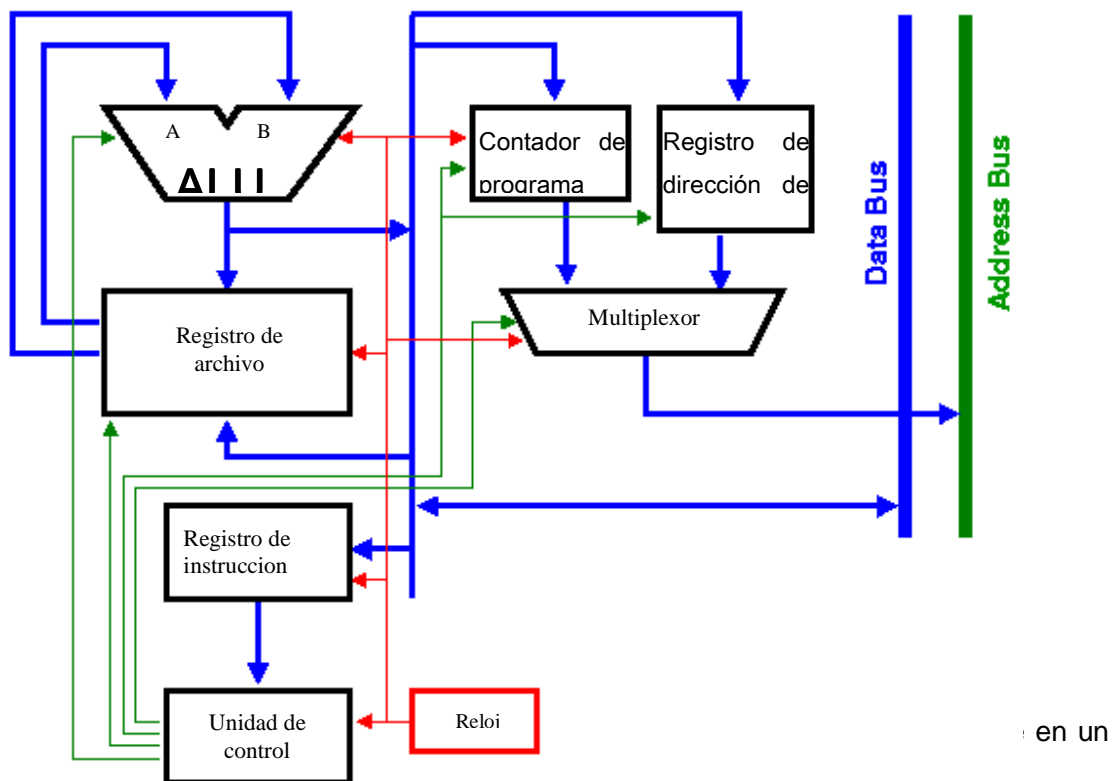 A B
Contador de
programa
Registro de
dirección de
Multiplexor
Registro de
archivo
Registro de
instruccion
Unidad de
control
Reloj
Data Bus
Address Bus
en un